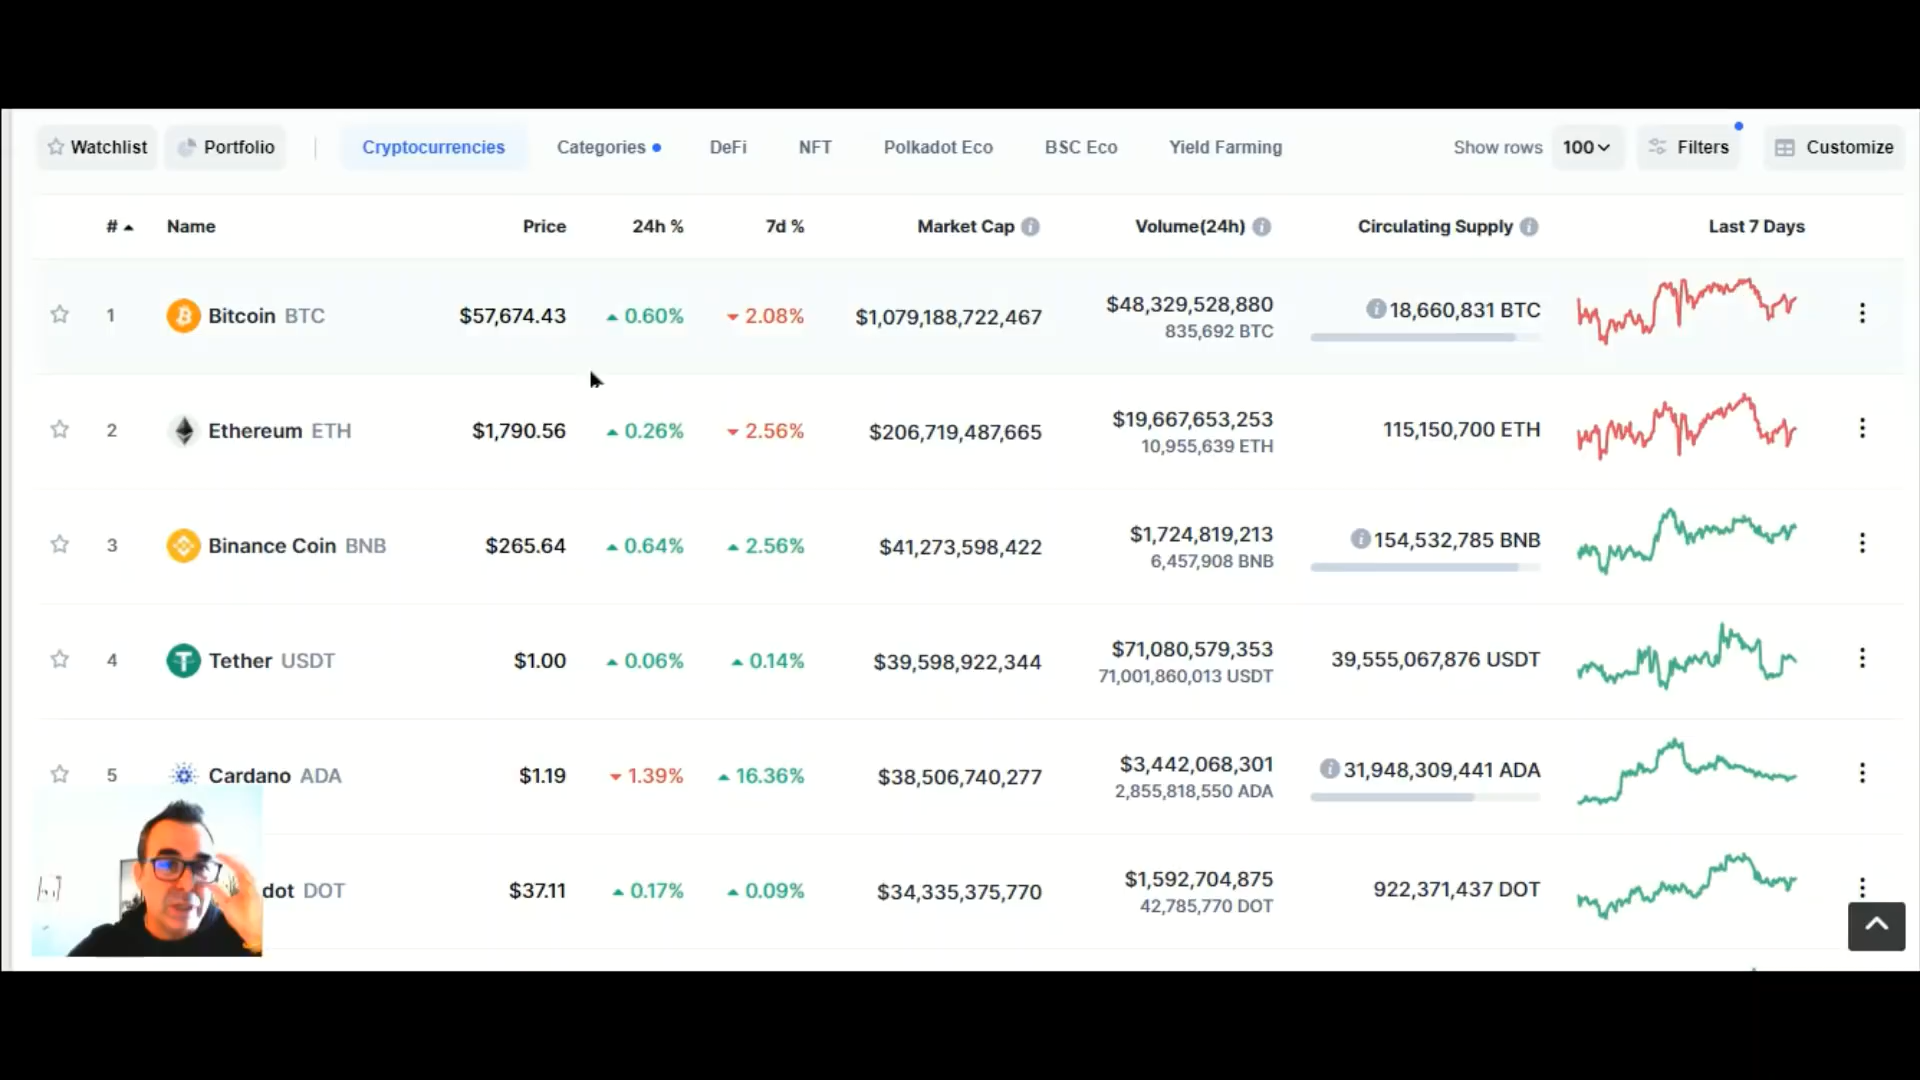 Watchlist Portfolio Cryptocurrencies Categories DeFi NFT Polkadot Eco BSC Eco Yield Farming Show rows 100 Filters Customize
# Name Price 24h % 7d % Market Cap Volume(24h) Circulating Supply Last 7 Days
1 Bitcoin BTC $57,674.43 0.60% 2.08% $1,079,188,722,467 $48,329,528,880 18,660,831 BTC
835,692 BTC
2 Ethereum ETH $1,790.56 0.26% 2.56% $206,719,487,665 $19,667,653,253 115,150,700 ETH
10,955,639 ETH
3 Binance Coin BNB $265.64 0.64% 2.56% $41,273,598,422 $1,724,819,213 154,532,785 BNB
6,457,908 BNB
4 Tether USDT $1.00 0.06% 0.14% $39,598,922,344 $71,080,579,353 39,555,067,876 USDT
71,001,860,013 USDT
5 Cardano ADA $1.19 1.39% 16.36% $38,506,740,277 $3,442,068,301 31,948,309,441 ADA
2,855,818,550 ADA
dot DOT $37.11 0.17% 0.09% $34,335,375,770 $1,592,704,875 922,371,437 DOT
42,785,770 DOT